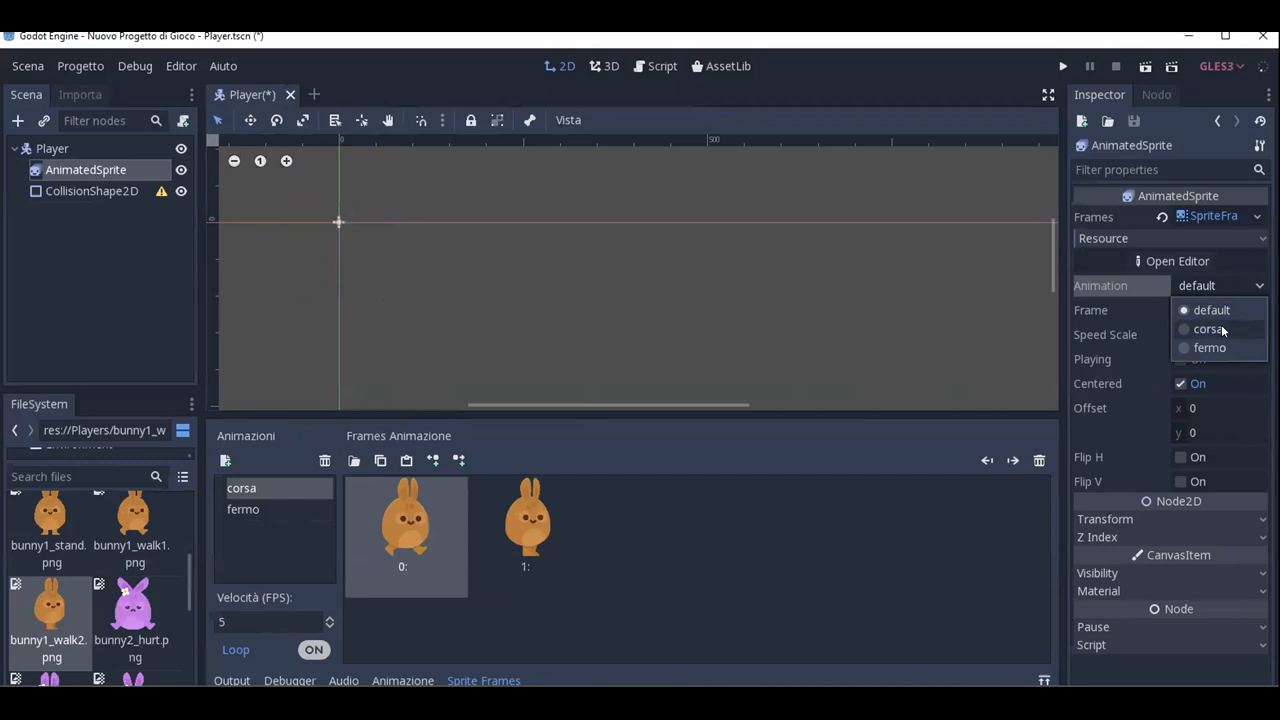 Godot Engine - Nuovo Progetto di Gioco - Player.tscn (*)
Scena Progetto Debug Editor Aiuto
2D 3D Script AssetLib
GLES3
Scena Importa
Filter nodes
Player
AnimatedSprite
CollisionShape2D
Player(*)
Vista
0 500
0
1
Inspector Nodo
AnimatedSprite
Filter properties
AnimatedSprite
Frames SpriteFra
Resource
Open Editor
Animation default
default
corsa
fermo
Frame
Speed Scale
Playing
Centered On
Offset x 0
y 0
Flip H On
Flip V On
Node2D
Transform
Z Index
CanvasItem
Visibility
Material
Node
Pause
Script
FileSystem
res://Players/bunny1_w
Search files
bunny1_stand.
png
bunny1_walk1.
png
bunny1_walk2.
png
bunny2_hurt.p
ng
Animazioni
corsa
fermo
Velocità (FPS):
5
Loop ON
Frames Animazione
0: 1:
Output Debugger Audio Animazione Sprite Frames